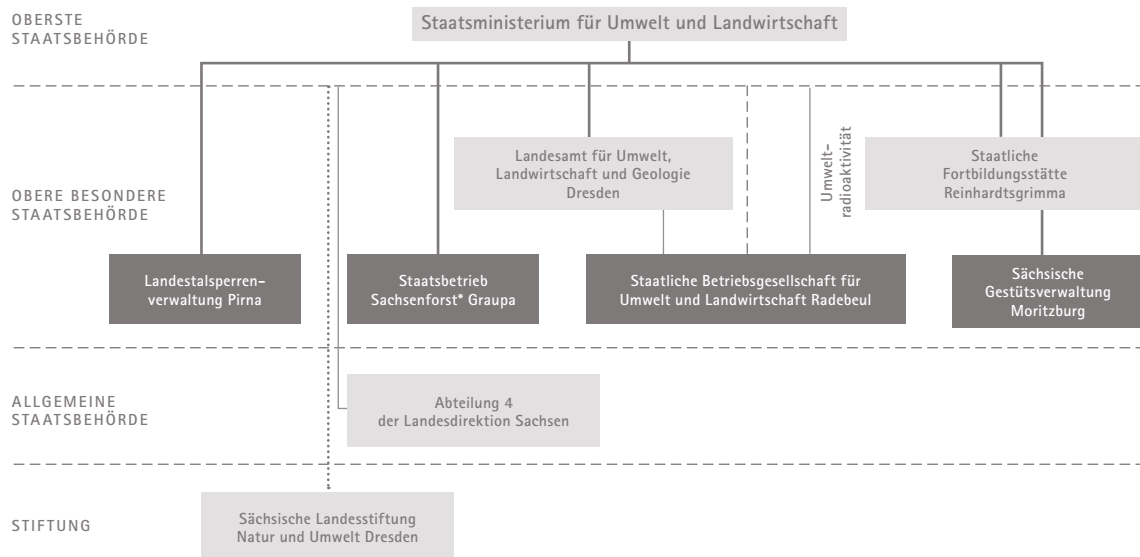 OBERSTE
STAATSBEHÖRDE
Staatsministerium für Umwelt und Landwirtschaft
OBERE BESONDERE
STAATSBEHÖRDE
Landesamt für Umwelt,
Landwirtschaft und Geologie
Dresden
Umwelt-
radioaktivität
Staatliche
Fortbildungsstätte
Reinhardtsgrimma
Landestalsperren-
verwaltung Pirna
Staatsbetrieb
Sachsenforst* Graupa
Staatliche Betriebsgesellschaft für
Umwelt und Landwirtschaft Radebeul
Sächsische
Gestütsverwaltung
Moritzburg
ALLGEMEINE
STAATSBEHÖRDE
Abteilung 4
der Landesdirektion Sachsen
STIFTUNG
Sächsische Landesstiftung
Natur und Umwelt Dresden